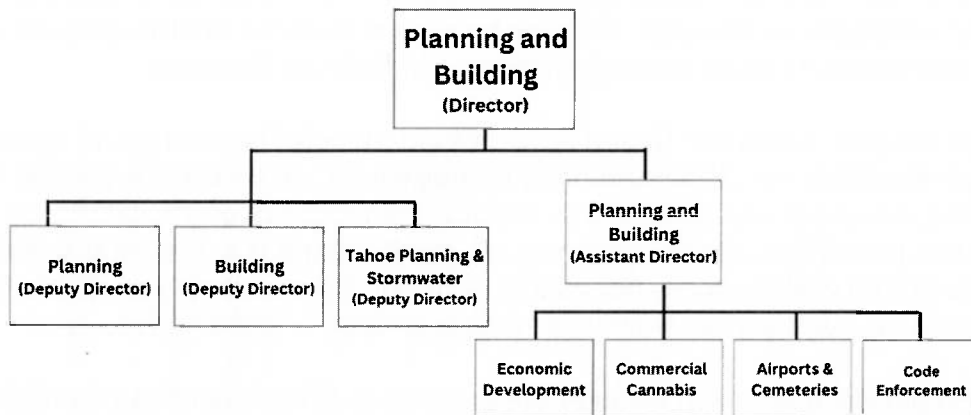 Planning and
Building
(Director)
Planning and
Building
(Assistant Director)
Planning
(Deputy Director)
Building
(Deputy Director)
Tahoe Planning &
Stormwater
(Deputy Director)
Economic
Development
Commercial
Cannabis
Airports &
Cemeteries
Code
Enforcement